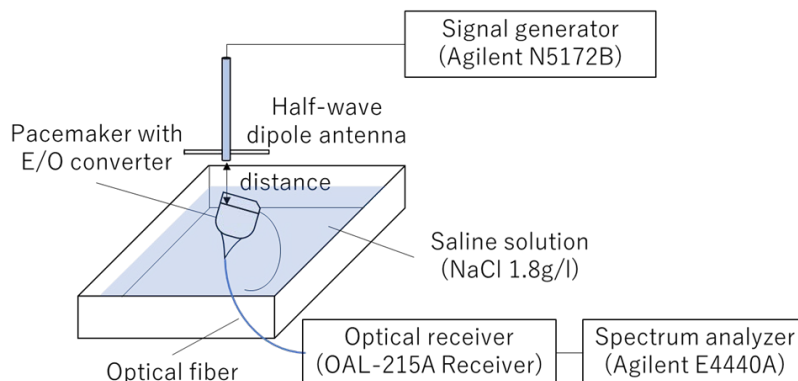 Signal generator
(Agilent N5172B)
Half-wave
dipole antenna
Pacemaker with
E/O converter
distance
Saline solution
(NaCl 1.8g/l)
Optical receiver
(OAL-215A Receiver)
Spectrum analyzer
(Agilent E4440A)
Optical fiber